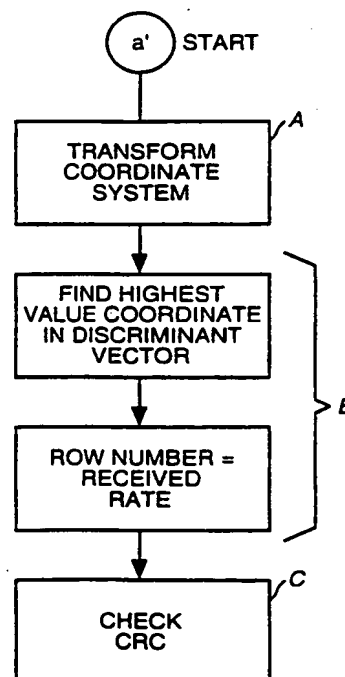 a' START
A
TRANSFORM
COORDINATE
SYSTEM
FIND HIGHEST
VALUE COORDINATE
IN DISCRIMINANT
VECTOR
B
ROW NUMBER =
RECEIVED
RATE
C
CHECK
CRC